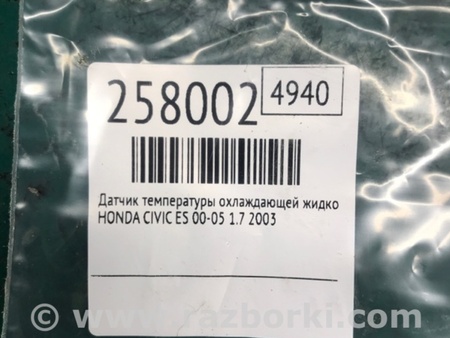 258002 4940
Датчик температуры охлаждающей жидко
HONDA CIVIC ES 00-05 1.7 2003
© razborki.com